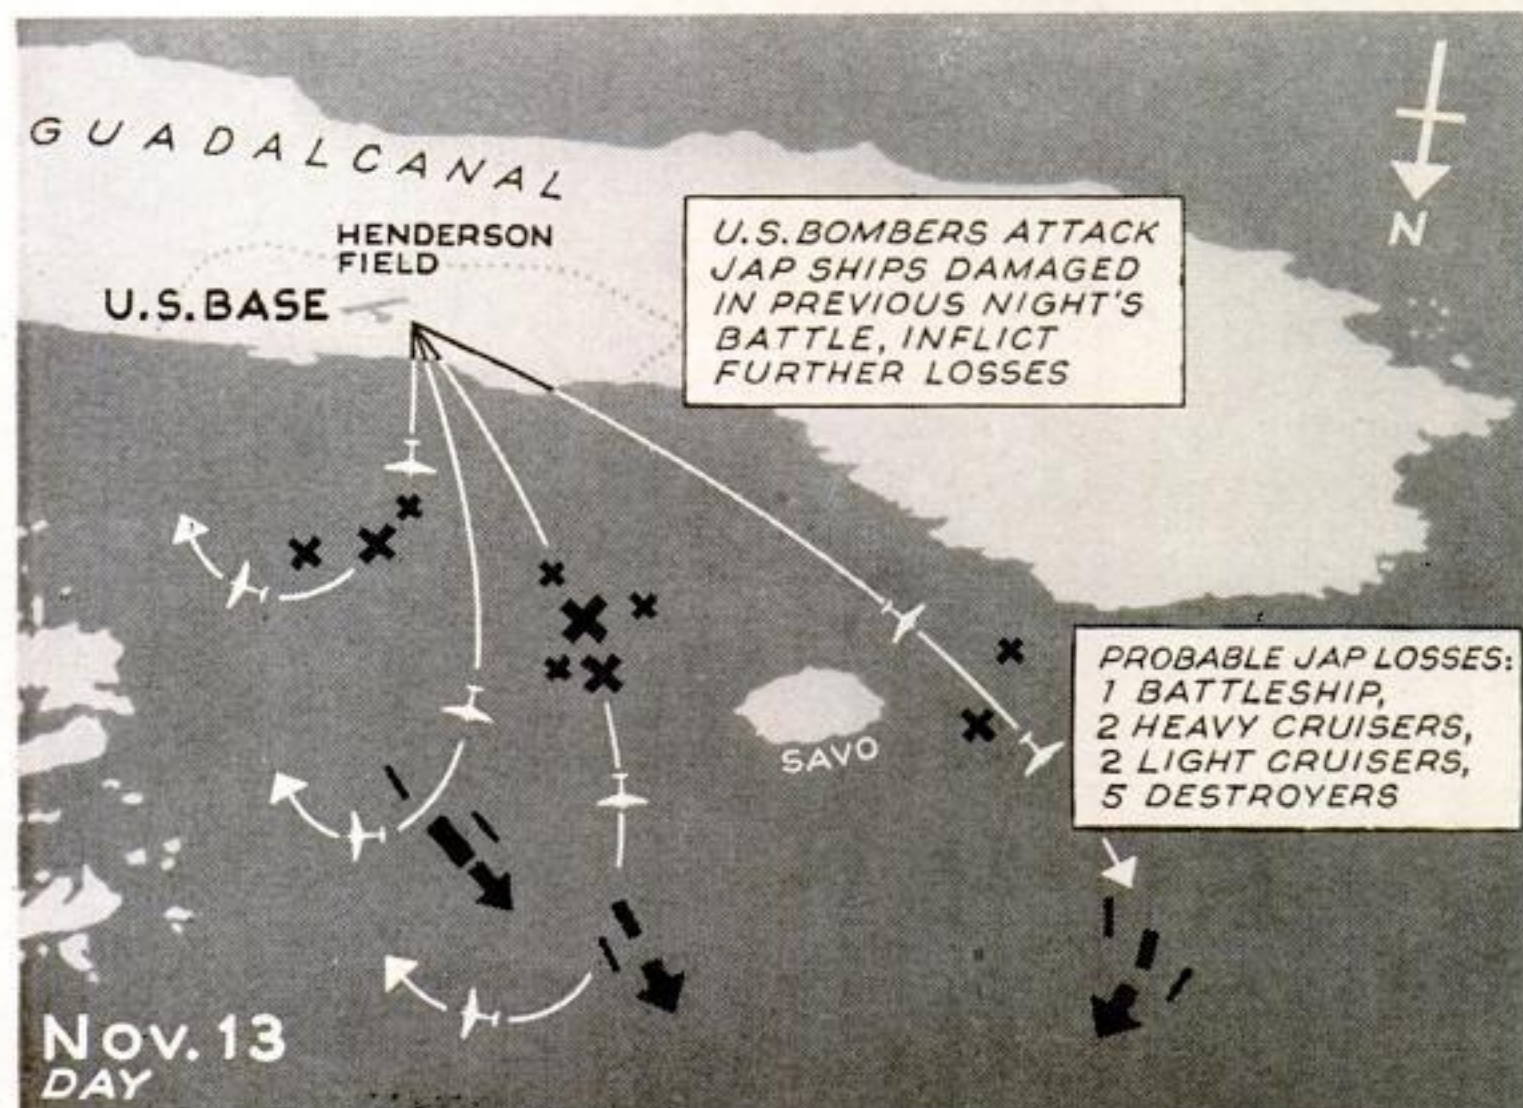 GUADALCANAL
HENDERSON
FIELD
U.S. BASE
U.S. BOMBERS ATTACK
JAP SHIPS DAMAGED
IN PREVIOUS NIGHT'S
BATTLE, INFLICT
FURTHER LOSSES
N
SAVO
PROBABLE JAP LOSSES:
1 BATTLESHIP,
2 HEAVY CRUISERS,
2 LIGHT CRUISERS,
5 DESTROYERS
Nov. 13
DAY